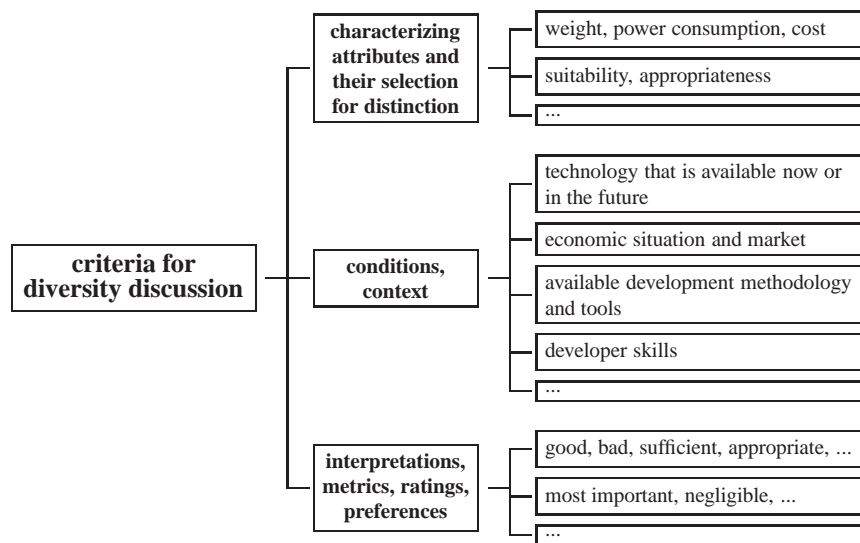 criteria for
diversity discussion
characterizing
attributes and
their selection
for distinction
weight, power consumption, cost
suitability, appropriateness
...
conditions,
context
technology that is available now or
in the future
economic situation and market
available development methodology
and tools
developer skills
...
interpretations,
metrics, ratings,
preferences
good, bad, sufficient, appropriate, ...
most important, negligible, ...
...